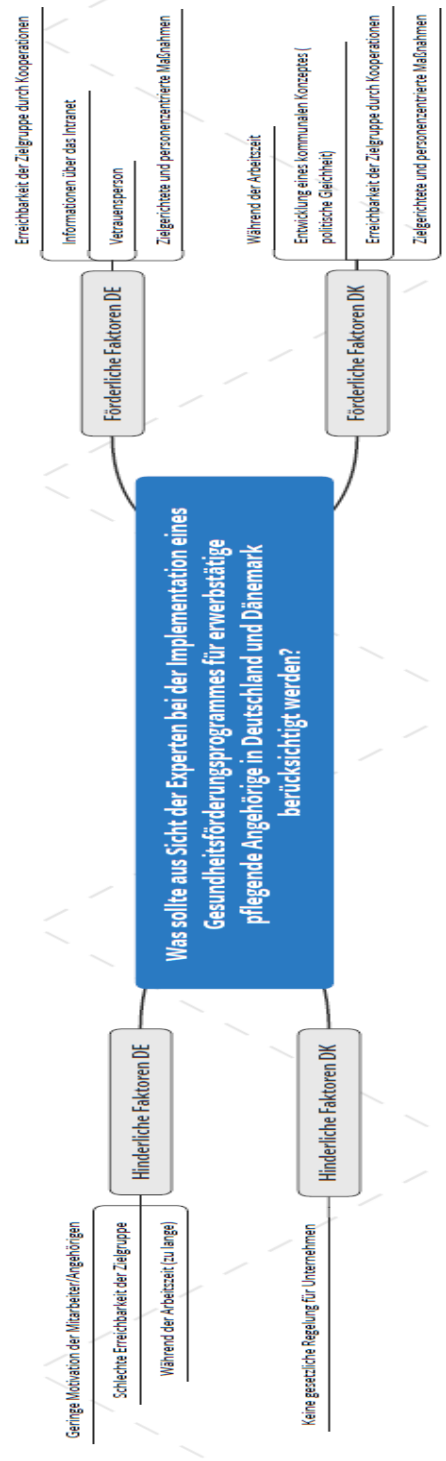 Was sollte aus Sicht der Experten bei der Implementation eines
Gesundheitsförderungsprogrammes für erwerbstätige
pflegende Angehörige in Deutschland und Dänemark
berücksichtigt werden?
Hinderliche Faktoren DE
Geringe Motivation der Mitarbeiter/Angehörigen
Schlechte Erreichbarkeit der Zielgruppe
Während der Arbeitszeit (zu lange)
Hinderliche Faktoren DK
Keine gesetzliche Regelung für Unternehmen
Förderliche Faktoren DE
Erreichbarkeit der Zielgruppe durch Kooperationen
Informationen über das Intranet
Vetrauensperson
Zielgerichtete und personenzentrierte Maßnahmen
Förderliche Faktoren DK
Während der Arbeitszeit
Entwicklung eines kommunalen Konzeptes (
politische Gleichheit)
Erreichbarkeit der Zielgruppe durch Kooperationen
Zielgerichtete und personenzentrierte Maßnahmen